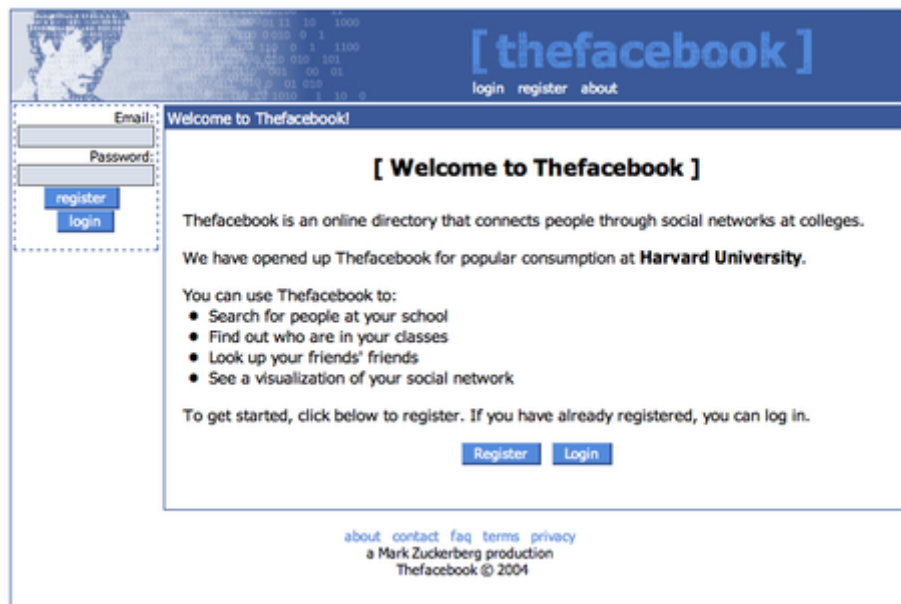 [ thefacebook ]
login register about
Email:
Password:
register
login
Welcome to Thefacebook!
[ Welcome to Thefacebook ]
Thefacebook is an online directory that connects people through social networks at colleges.
We have opened up Thefacebook for popular consumption at Harvard University.
You can use Thefacebook to:
• Search for people at your school
• Find out who are in your classes
• Look up your friends' friends
• See a visualization of your social network
To get started, click below to register. If you have already registered, you can log in.
Register Login
about contact faq terms privacy
a Mark Zuckerberg production
Thefacebook © 2004